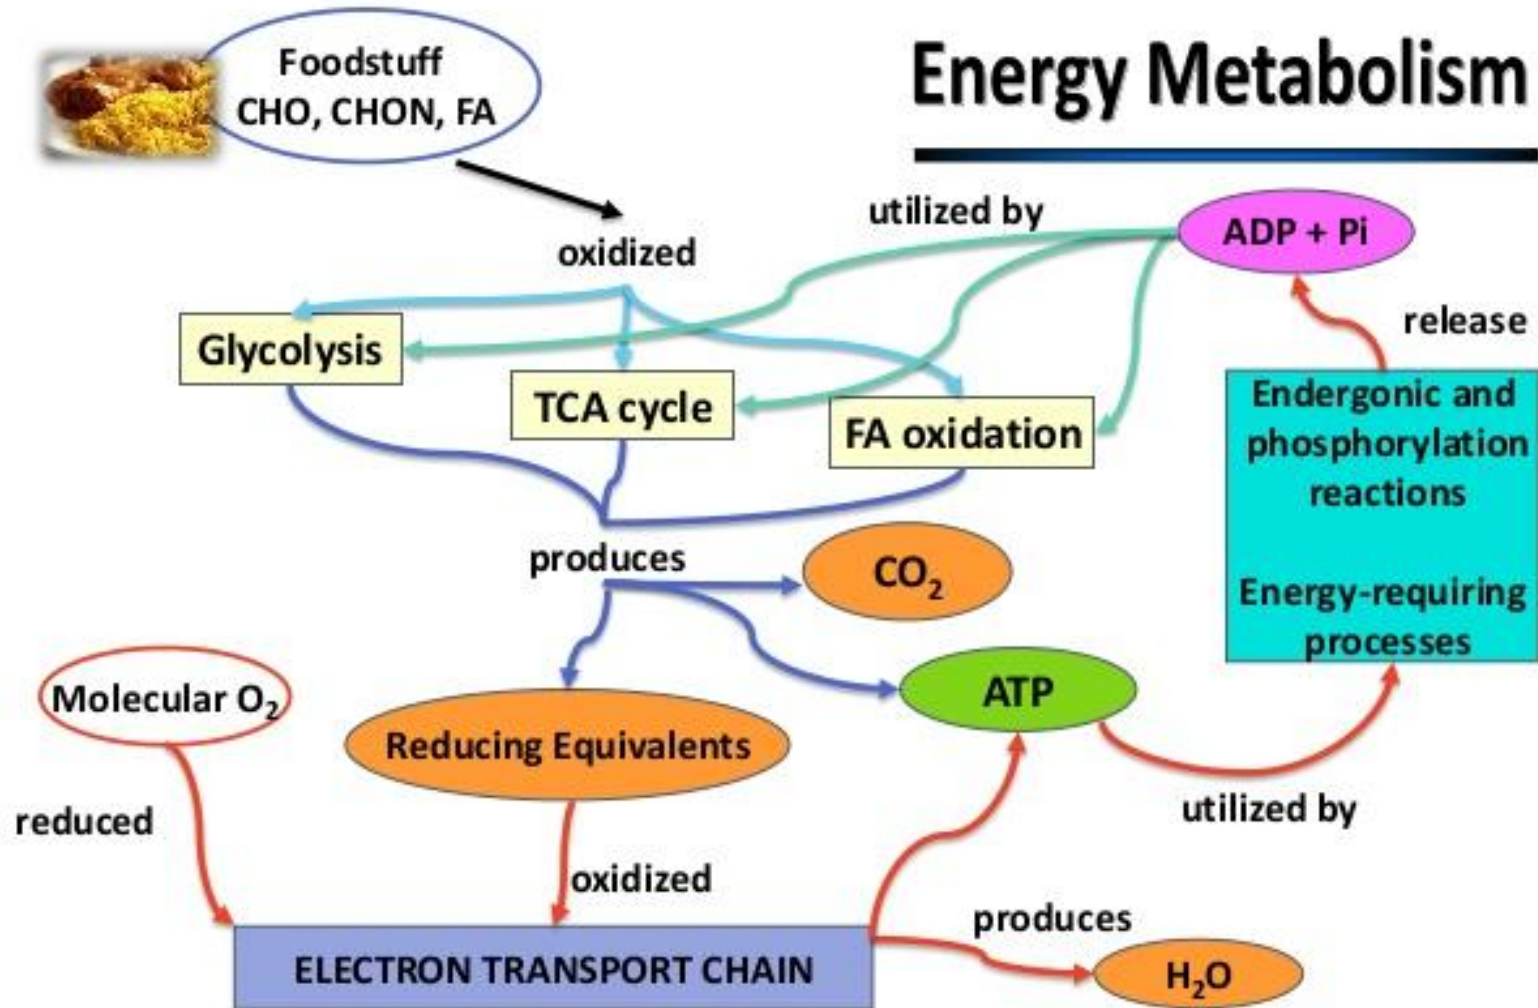 Energy Metabolism
Foodstuff
CHO, CHON, FA
oxidized
utilized by
ADP + Pi
release
Glycolysis
TCA cycle
FA oxidation
Endergonic and
phosphorylation
reactions
Energy-requiring
processes
produces
CO₂
Molecular O₂
Reducing Equivalents
ATP
utilized by
reduced
oxidized
produces
ELECTRON TRANSPORT CHAIN
H₂O